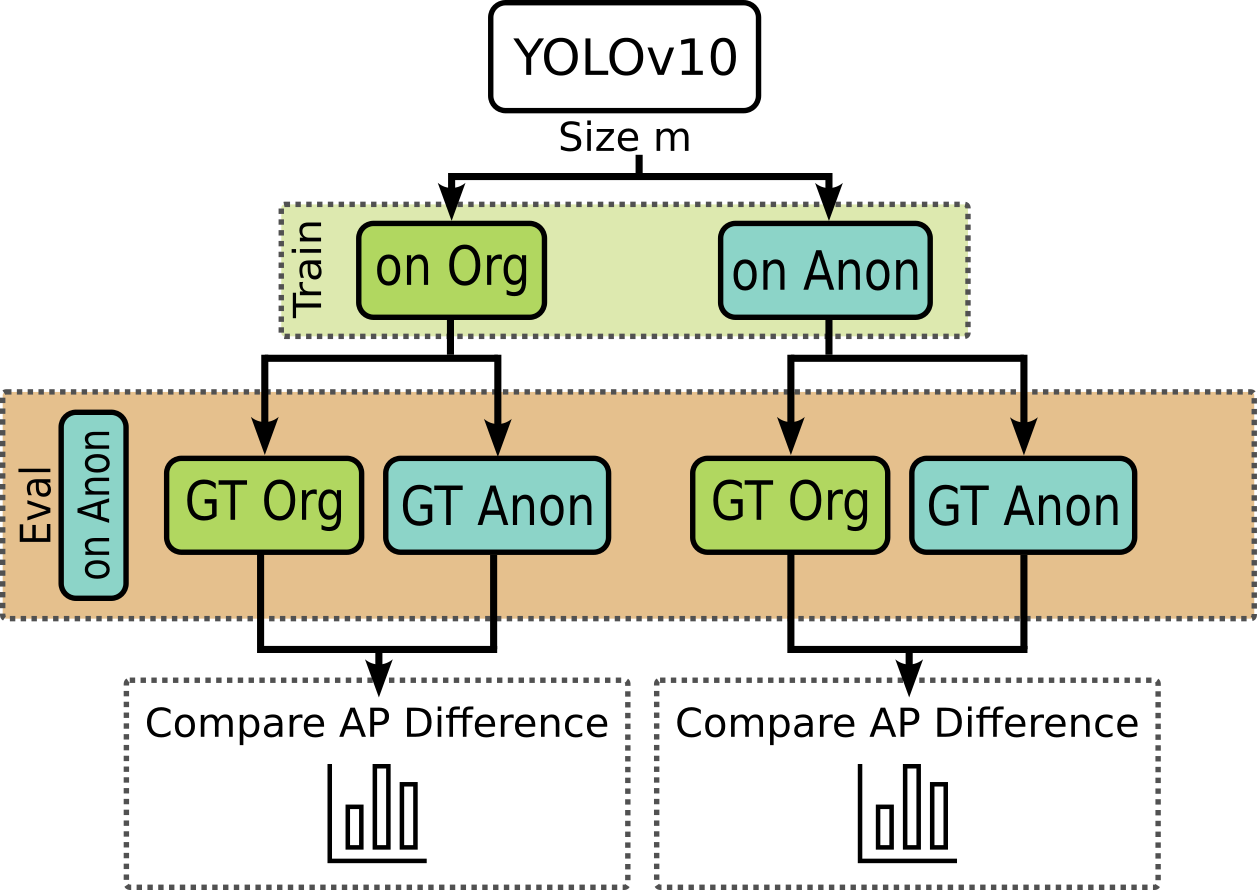 YOLOv10
Size m
Train
on Org
on Anon
Eval
on Anon
GT Org
GT Anon
GT Org
GT Anon
Compare AP Difference
Compare AP Difference